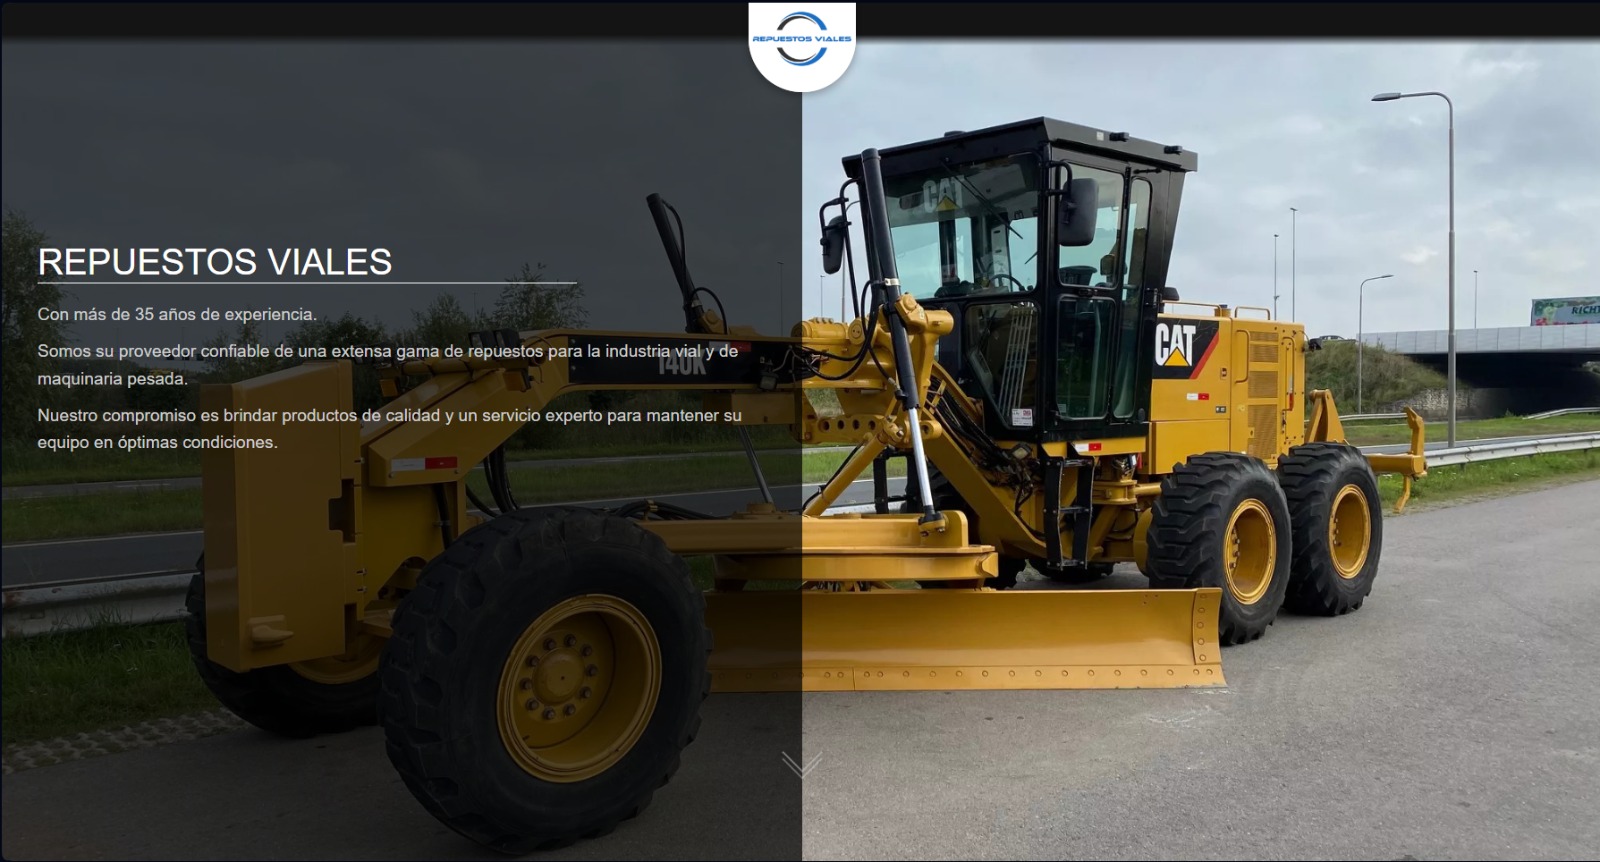 REPUESTOS VIALES
REPUESTOS VIALES
Con más de 35 años de experiencia.
Somos su proveedor confiable de una extensa gama de repuestos para la industria vial y de
maquinaria pesada.
Nuestro compromiso es brindar productos de calidad y un servicio experto para mantener su
equipo en óptimas condiciones.
140K
CAT
CAT
RICHT